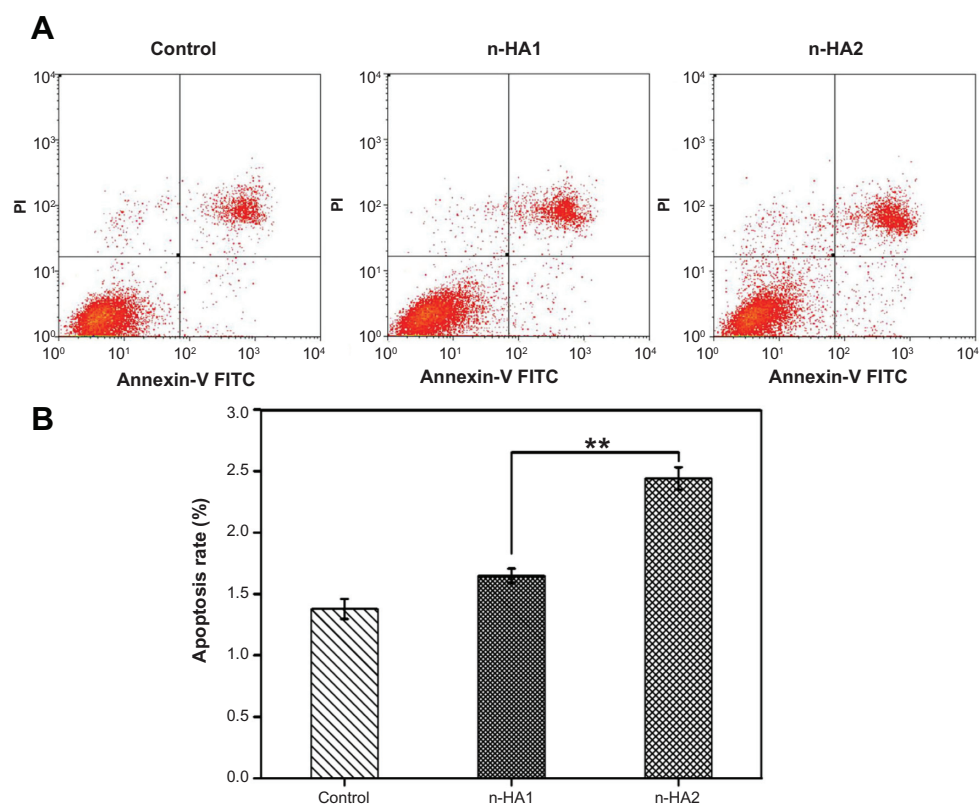 A
Control n-HA1 n-HA2
10⁴ 10⁴ 10⁴
10³ 10³ 10³
PI PI PI
10² 10² 10²
10¹ 10¹ 10¹
10⁰ 10⁰ 10⁰
10⁰ 10¹ 10² 10³ 10⁴ 10⁰ 10¹ 10² 10³ 10⁴ 10⁰ 10¹ 10² 10³ 10⁴
Annexin-V FITC Annexin-V FITC Annexin-V FITC
B
3.0
**
2.5
2.0
Apoptosis rate (%)
1.5
1.0
0.5
0.0
Control n-HA1 n-HA2